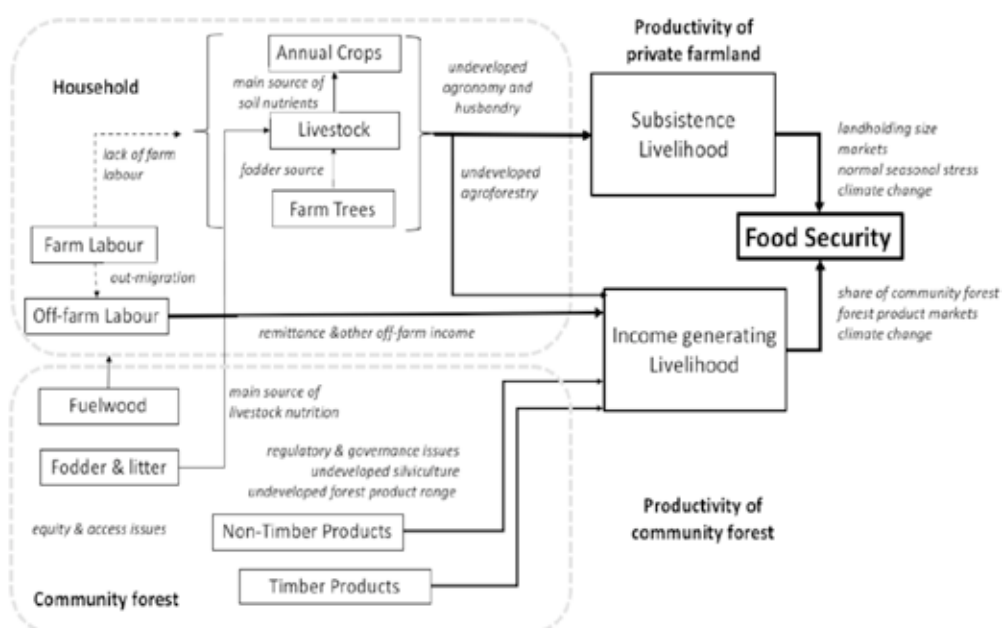 Productivity of
private farmland
Household
Annual Crops
main source of
soil nutrients
Livestock
fodder source
Farm Trees
undeveloped
agronomy and
husbandry
undeveloped
agroforestry
Subsistence
Livelihood
landholding size
markets
normal seasonal stress
climate change
lack of farm
labour
Farm Labour
out-migration
Off-farm Labour
remittance &other off-farm income
Food Security
share of community forest
forest product markets
climate change
Income generating
Livelihood
Fuelwood
main source of
livestock nutrition
Fodder & litter
regulatory & governance issues
undeveloped silviculture
undeveloped forest product range
equity & access issues
Non-Timber Products
Timber Products
Productivity of
community forest
Community forest